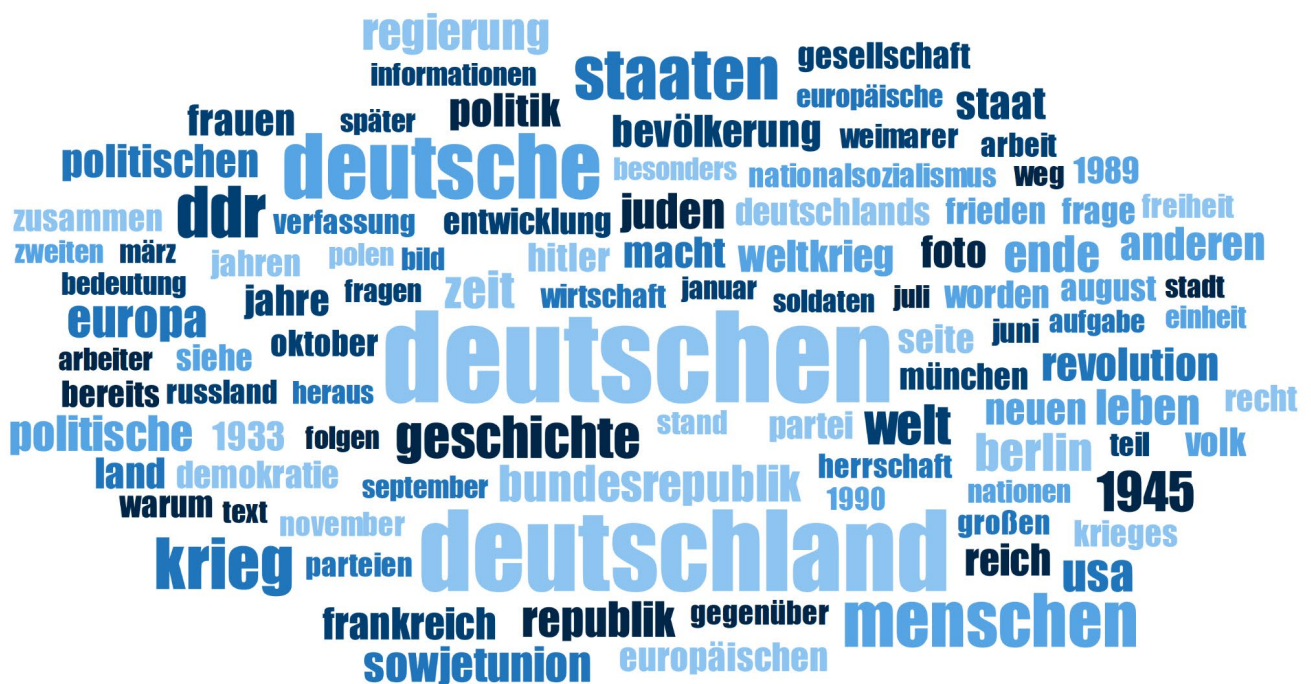 regierung
informationen staaten gesellschaft
frauen später politik europäische staat
politischen deutsche bevölkerung weimarer arbeit
besonders nationalsozialismus weg 1989
zusammen ddr verfassung entwicklung juden deutschlands frieden frage freiheit
zweiten märz jahren polen bild hitler macht weltkrieg foto ende anderen
bedeutung jahre fragen zeit wirtschaft januar soldaten juli worden august stadt
europa oktober deutschen seite juni aufgabe einheit
arbeiter siehe münchen revolution
bereits russland heraus neuen leben recht
politische 1933 folgen geschichte stand partei welt berlin teil volk
land demokratie september bundesrepublik herrschaft 1990 nationen 1945
warum text november großen krieges
krieg parteien deutschland reich usa
frankreich republik gegenüber menschen
sowjetunion europäischen